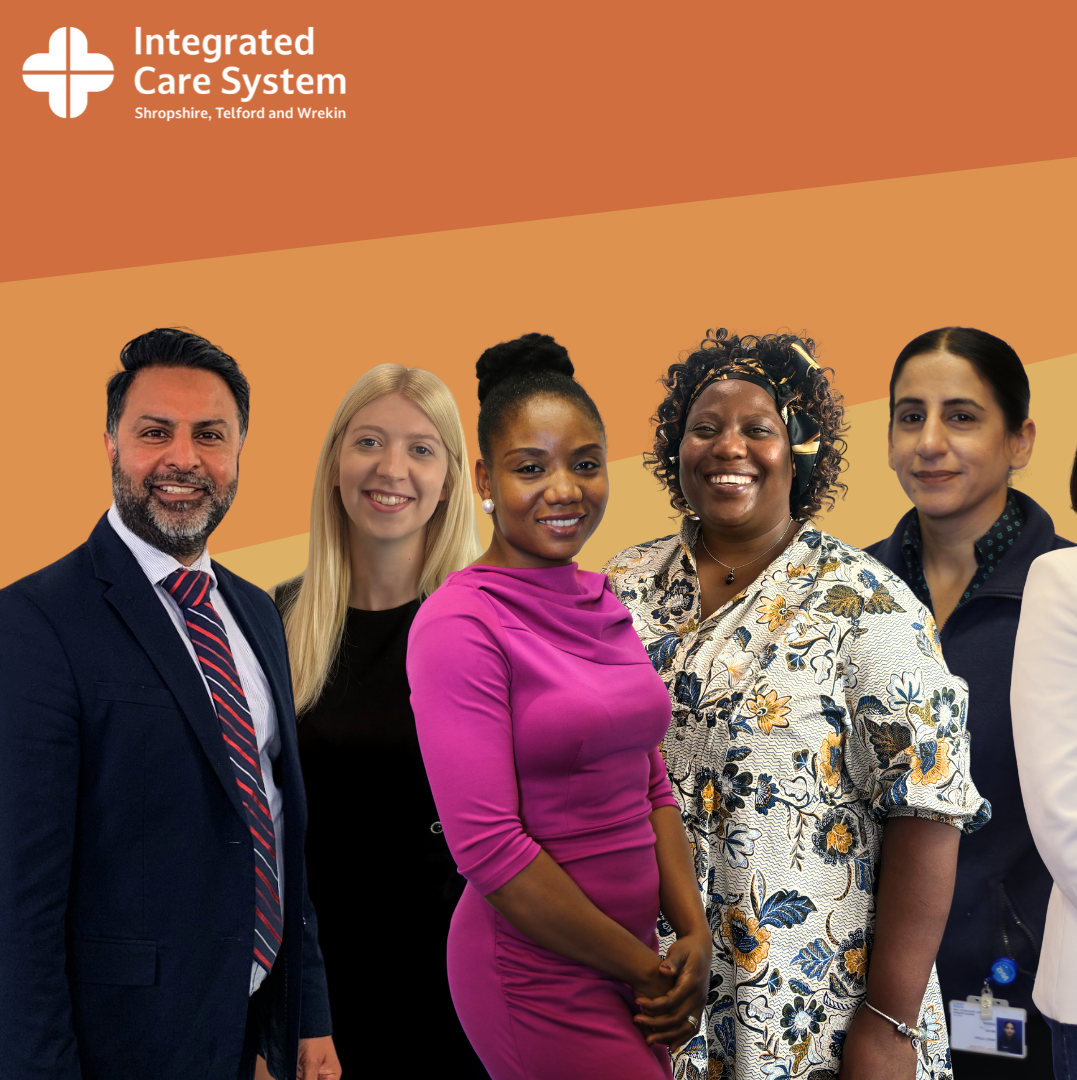 Integrated
Care System
Shropshire, Telford and Wrekin